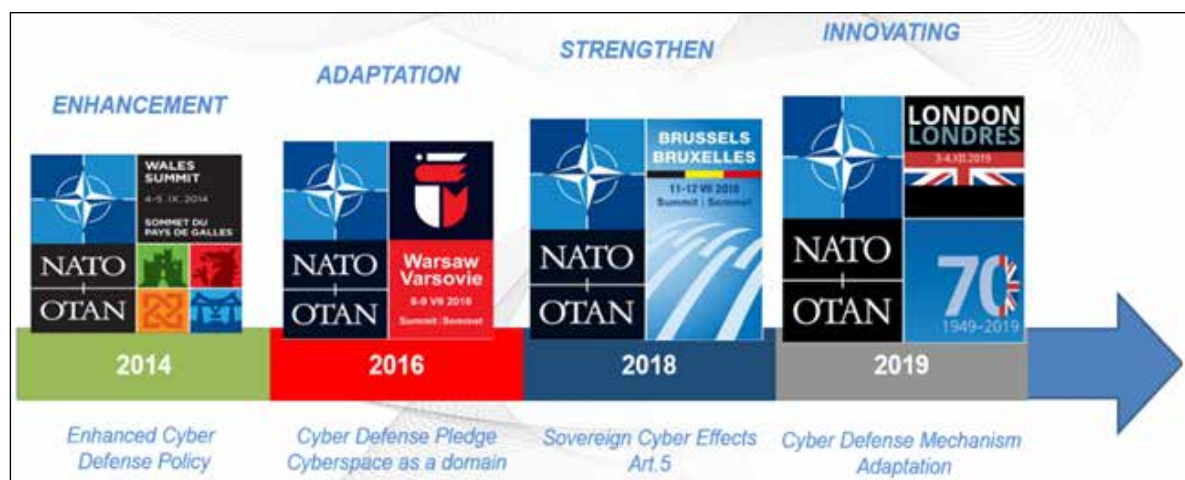 ENHANCEMENT
ADAPTATION
STRENGTHEN
INNOVATING
WALES
SUMMIT
4-5. IX. 2014
SOMMET DU
PAYS DE GALLES
NATO
OTAN
Warsaw
Varsovie
8-9 VII 2016
Summit | Sommet
NATO
OTAN
BRUSSELS
BRUXELLES
11-12 VII 2018
Summit | Sommet
NATO
OTAN
LONDON
LONDRES
3-4.XII.2019
NATO
OTAN
70
1949-2019
2014
2016
2018
2019
Enhanced Cyber
Defense Policy
Cyber Defense Pledge
Cyberspace as a domain
Sovereign Cyber Effects
Art.5
Cyber Defense Mechanism
Adaptation